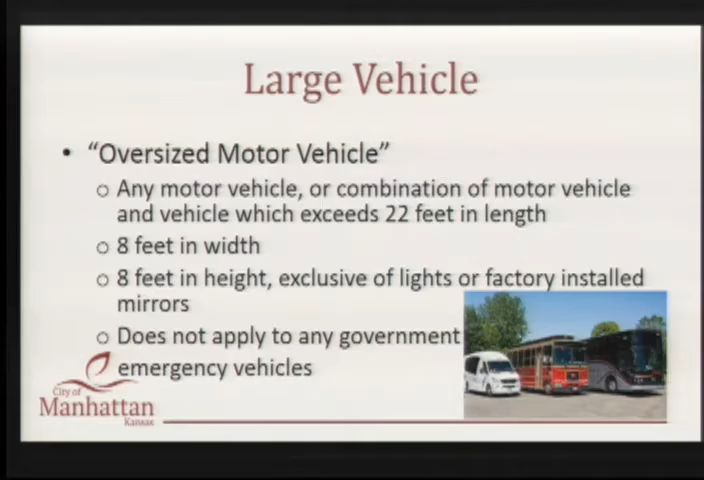 Large Vehicle
• “Oversized Motor Vehicle”
o Any motor vehicle, or combination of motor vehicle
and vehicle which exceeds 22 feet in length
o 8 feet in width
o 8 feet in height, exclusive of lights or factory installed
mirrors
o Does not apply to any government
emergency vehicles
City of
Manhattan
Kansas